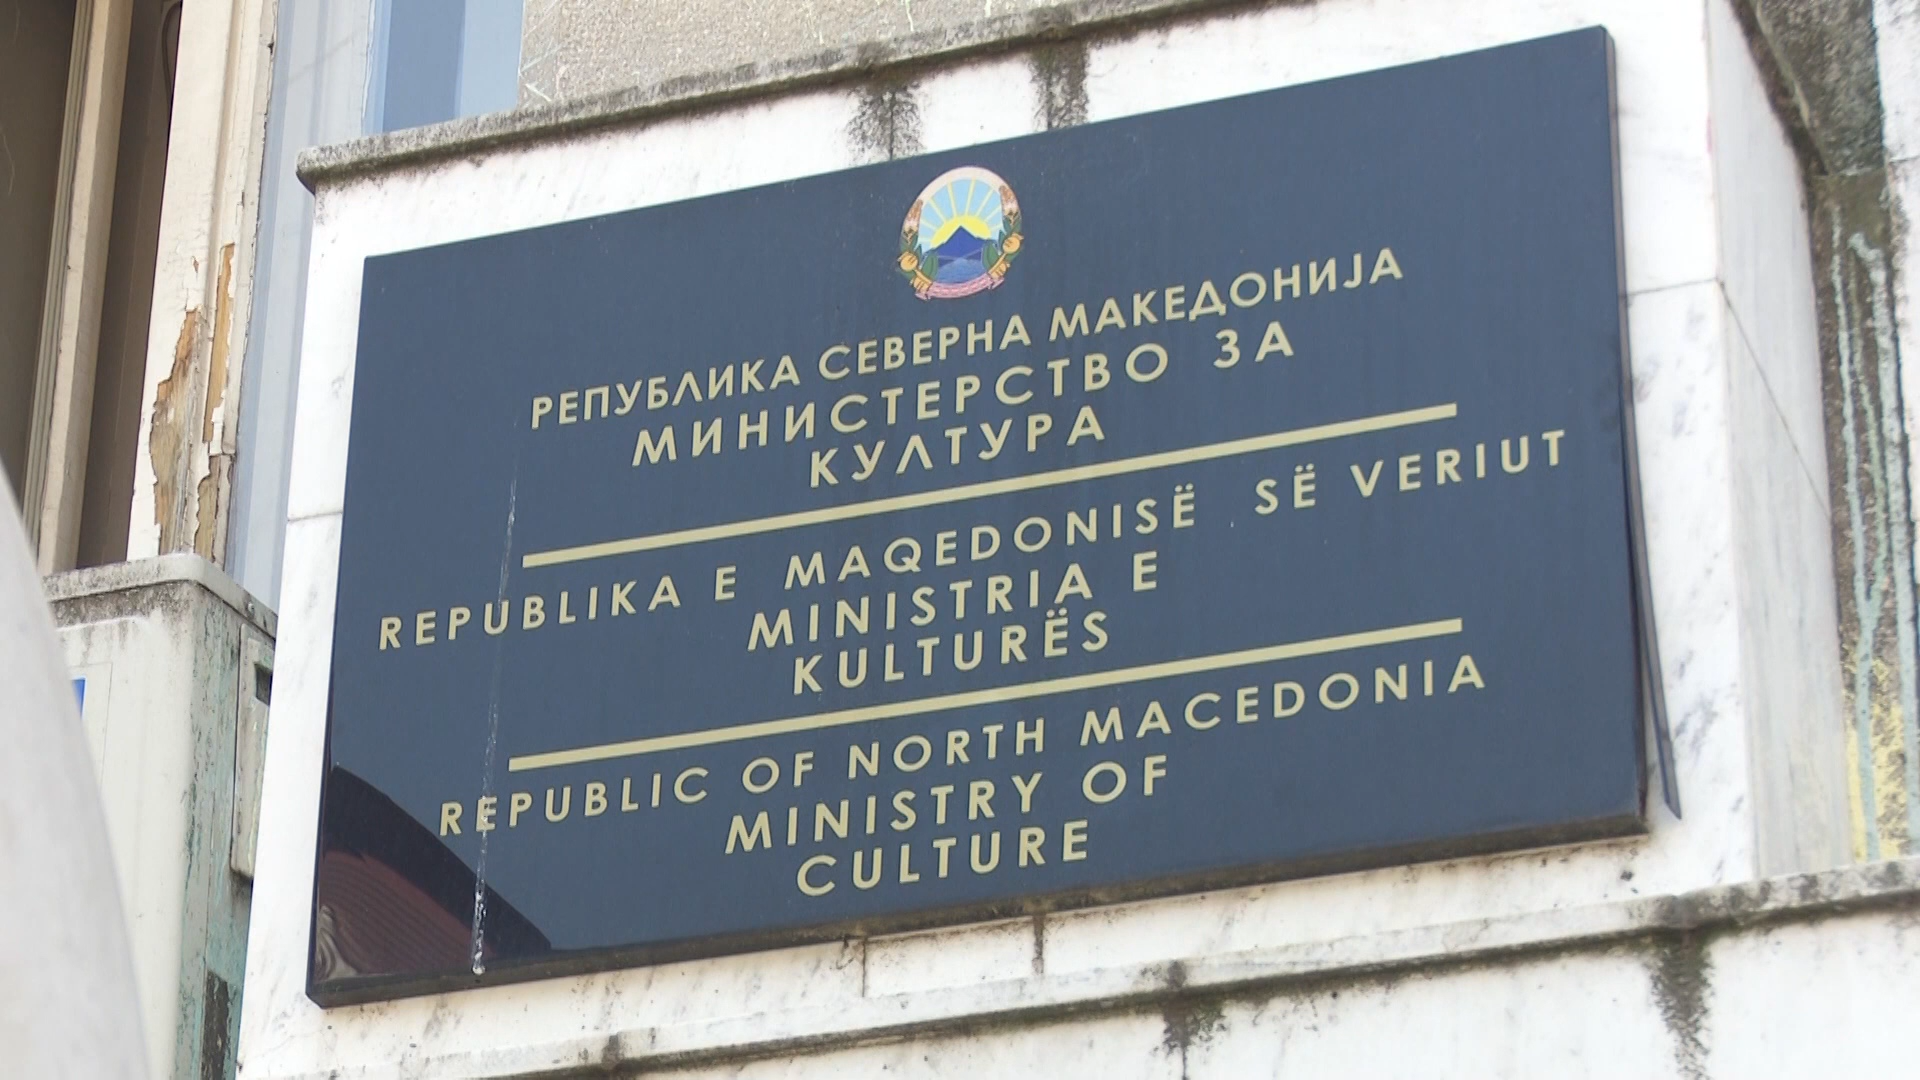 РЕПУБЛИКА СЕВЕРНА МАКЕДОНИЈА
МИНИСТЕРСТВО ЗА
КУЛТУРА
REPUBLIKA E MAQEDONISË SË VERIUT
MINISTRIA E
KULTURËS
REPUBLIC OF NORTH MACEDONIA
MINISTRY OF
CULTURE